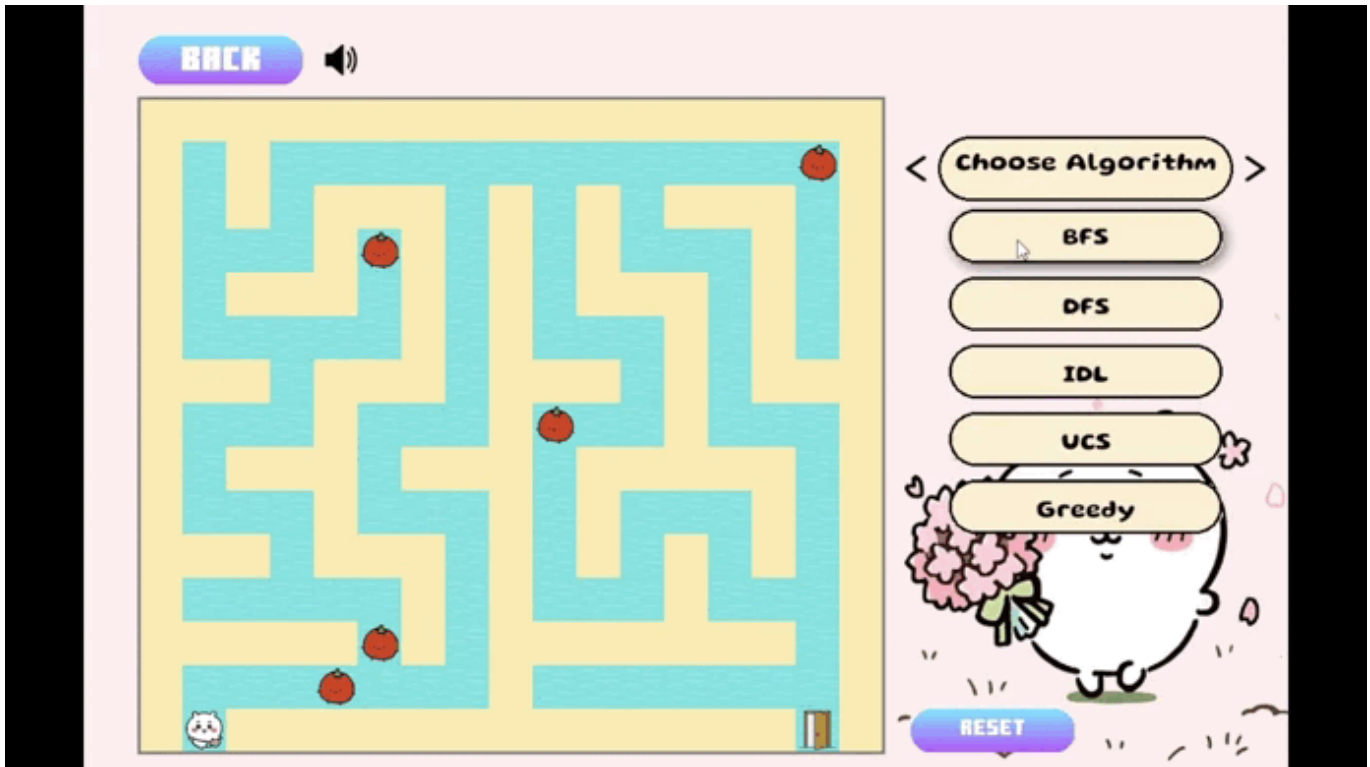 BACK
Choose Algorithm
BFS
DFS
IDL
UCS
Greedy
RESET